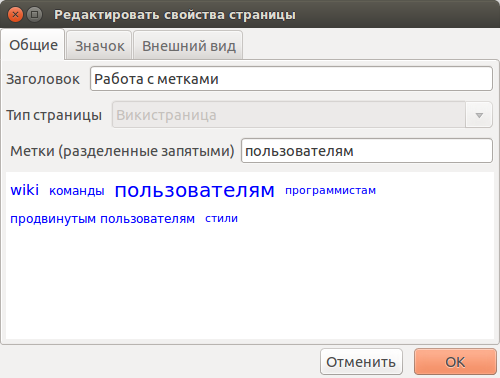 Редактировать свойства страницы
Общие Значок Внешний вид
Заголовок Работа с метками
Тип страницы Викистраница
Метки (разделенные запятыми) пользователям
wiki команды пользователям программистам
продвинутым пользователям стили
Отменить OK